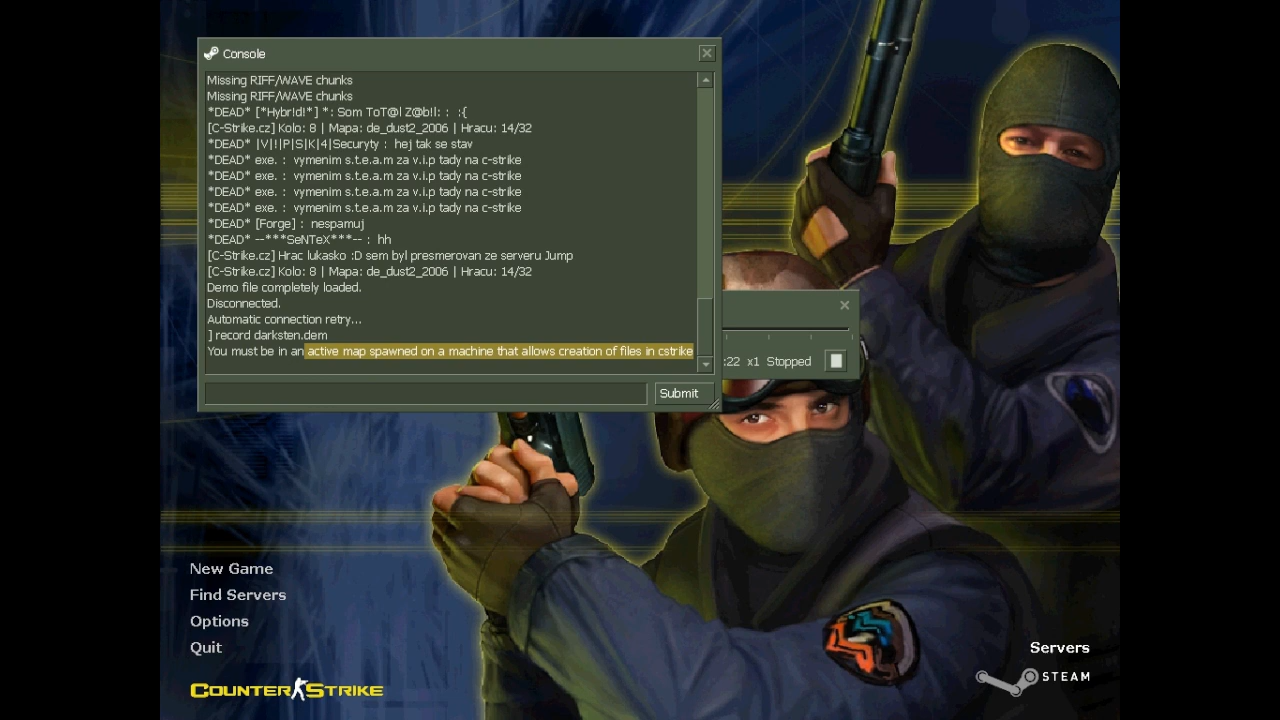 Console
Missing RIFF/WAVE chunks
Missing RIFF/WAVE chunks
*DEAD* [*Hybr!d!*] *: Som ToT@l Z@b!l: :  :{
[C-Strike.cz] Kolo: 8 | Mapa: de_dust2_2006 | Hracu: 14/32
*DEAD* |V|I|P|S|K|4|Securyty :  hej tak se stav
*DEAD* exe. :  vymenim s.t.e.a.m za v.i.p tady na c-strike
*DEAD* exe. :  vymenim s.t.e.a.m za v.i.p tady na c-strike
*DEAD* exe. :  vymenim s.t.e.a.m za v.i.p tady na c-strike
*DEAD* exe. :  vymenim s.t.e.a.m za v.i.p tady na c-strike
*DEAD* [Forge] :  nespamuj
*DEAD* --***SeNTeX***-- :  hh
[C-Strike.cz] Hrac lukasko :D sem byl presmerovan ze serveru Jump
[C-Strike.cz] Kolo: 8 | Mapa: de_dust2_2006 | Hracu: 14/32
Demo file completely loaded.
Disconnected.
Automatic connection retry...
] record darksten.dem
You must be in an active map spawned on a machine that allows creation of files in cstrike
:22 x1 Stopped
Submit
New Game
Find Servers
Options
Quit
Servers
COUNTER STRIKE
STEAM